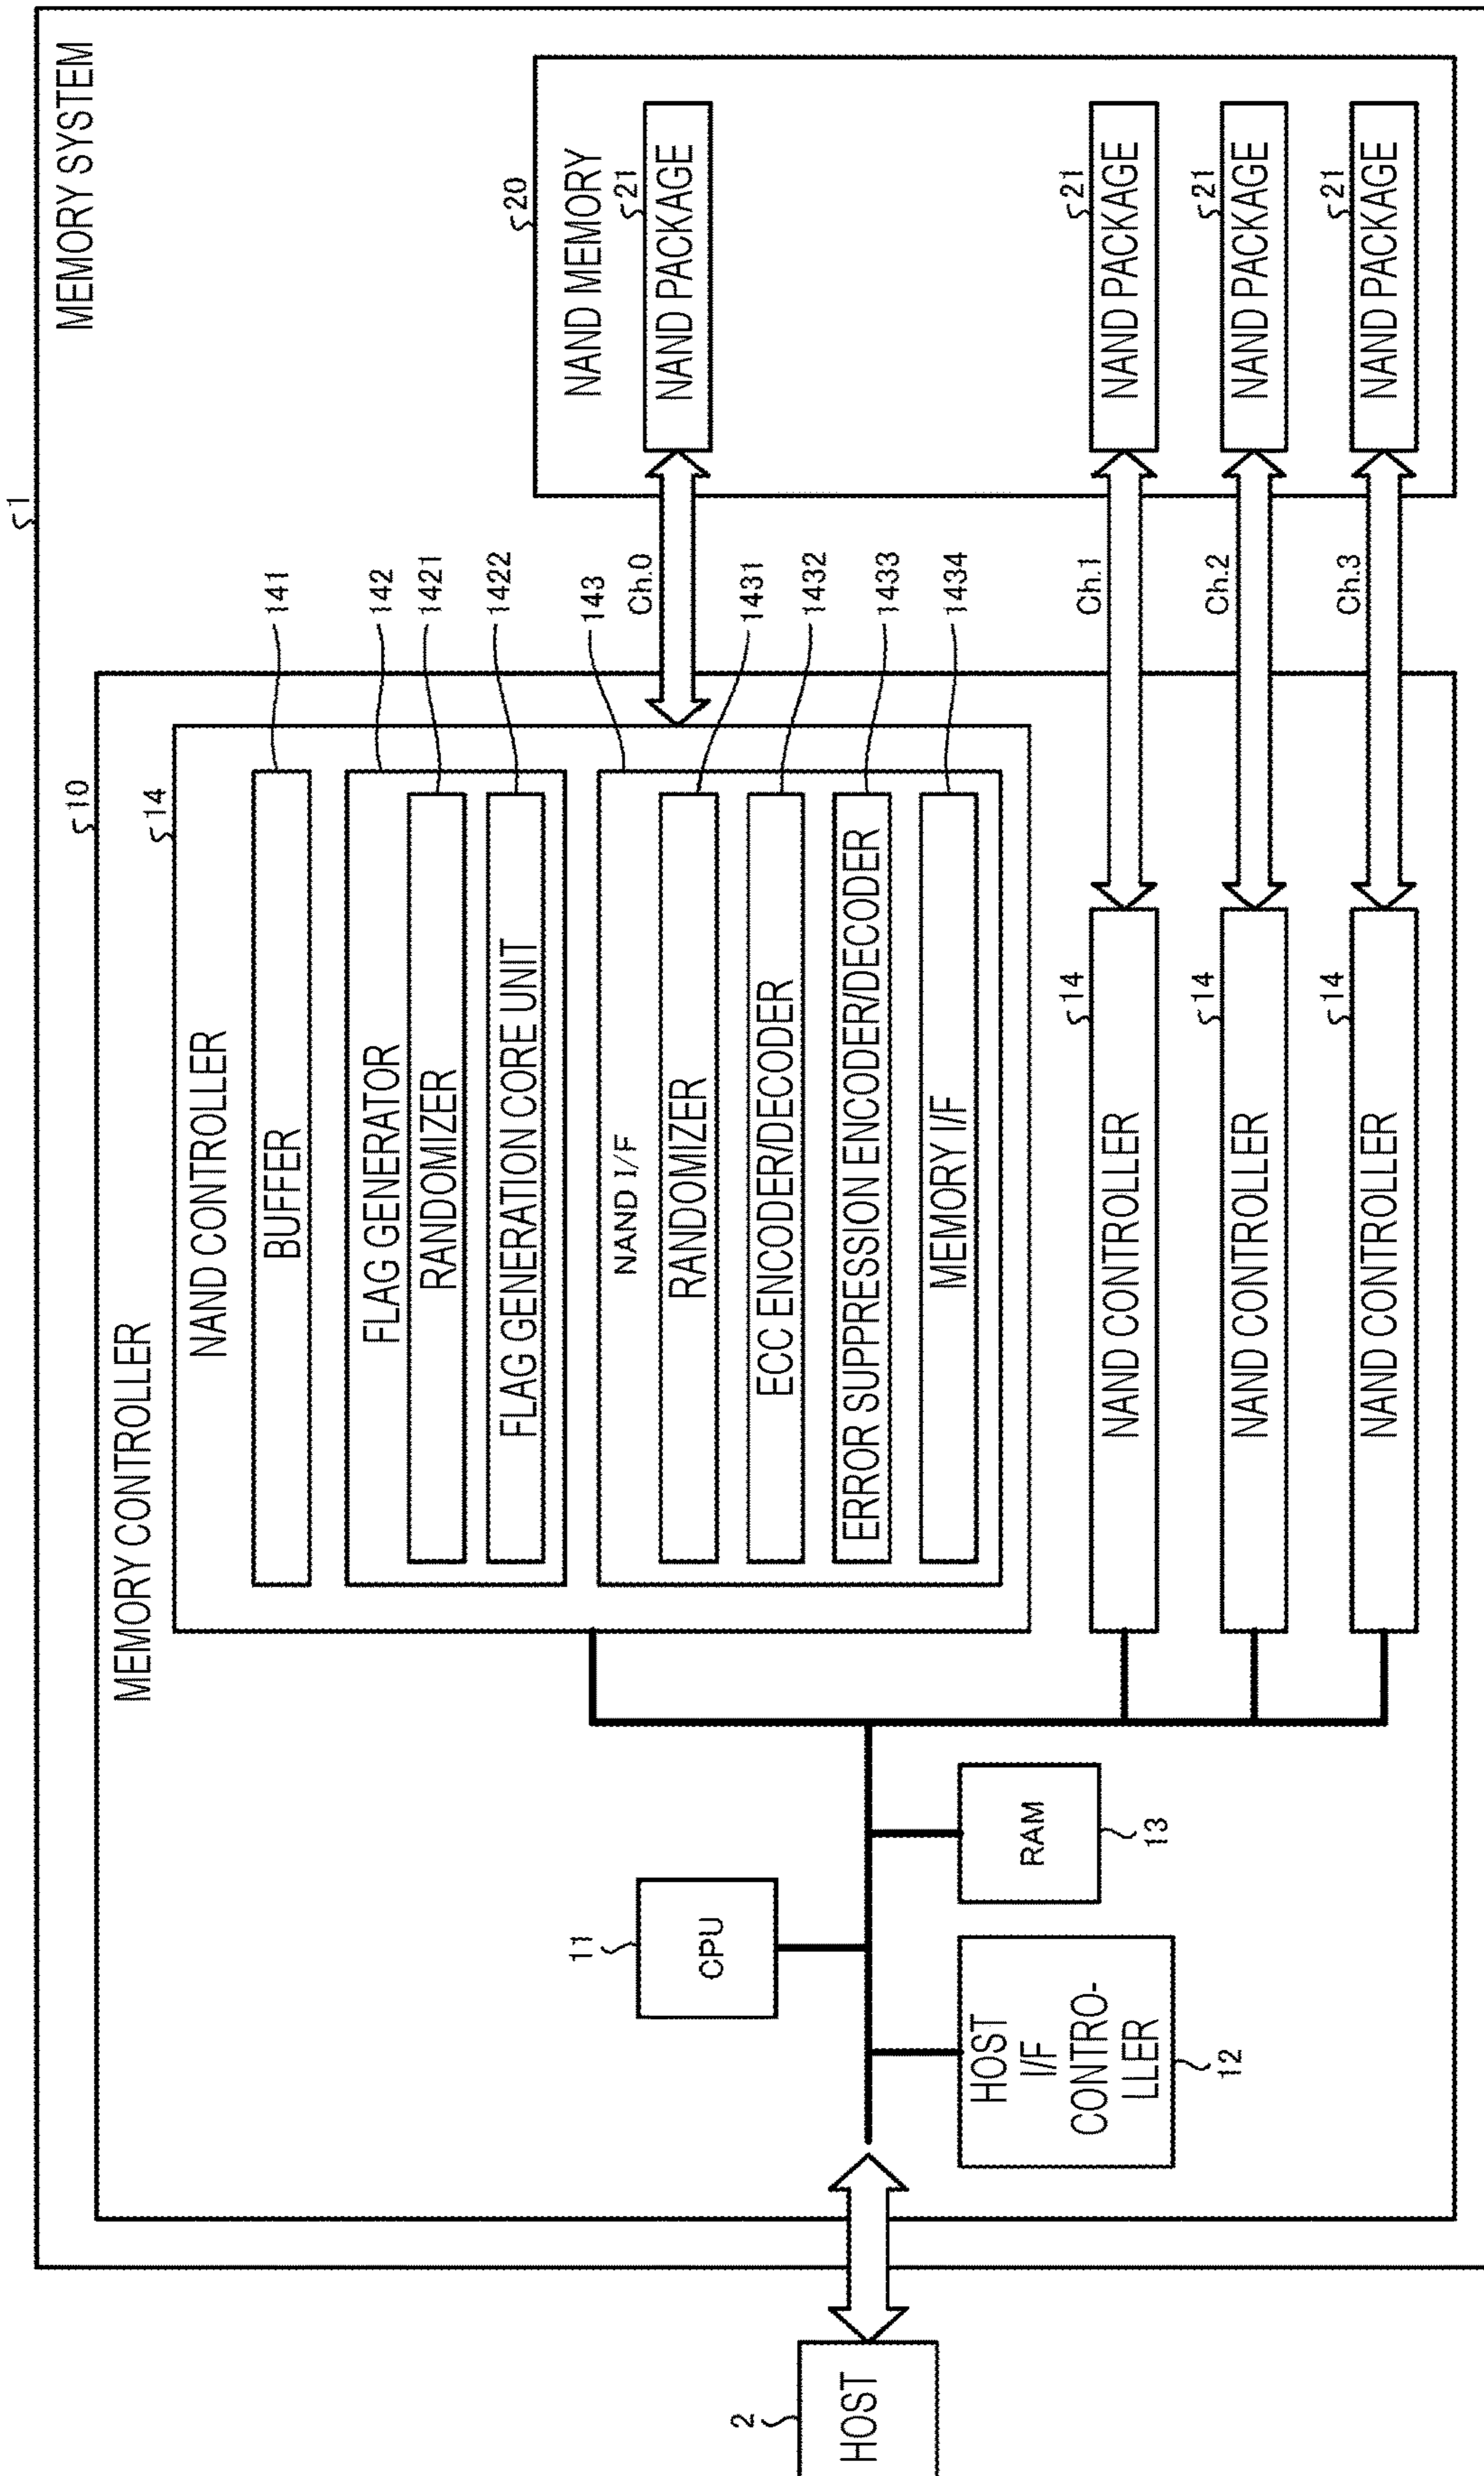 1
MEMORY SYSTEM
10
MEMORY CONTROLLER
14
NAND CONTROLLER
BUFFER
141
FLAG GENERATOR
142
RANDOMIZER
1421
FLAG GENERATION CORE UNIT
1422
NAND I/F
143
RANDOMIZER
1431
ECC ENCODER/DECODER
1432
ERROR SUPPRESSION ENCODER/DECODER
1433
MEMORY I/F
1434
Ch.0
20
NAND MEMORY
21
NAND PACKAGE
14
NAND CONTROLLER
Ch.1
21
NAND PACKAGE
14
NAND CONTROLLER
Ch.2
21
NAND PACKAGE
14
NAND CONTROLLER
Ch.3
21
NAND PACKAGE
11
CPU
2
HOST
HOST
I/F
CONTRO-
LLER
12
RAM
13